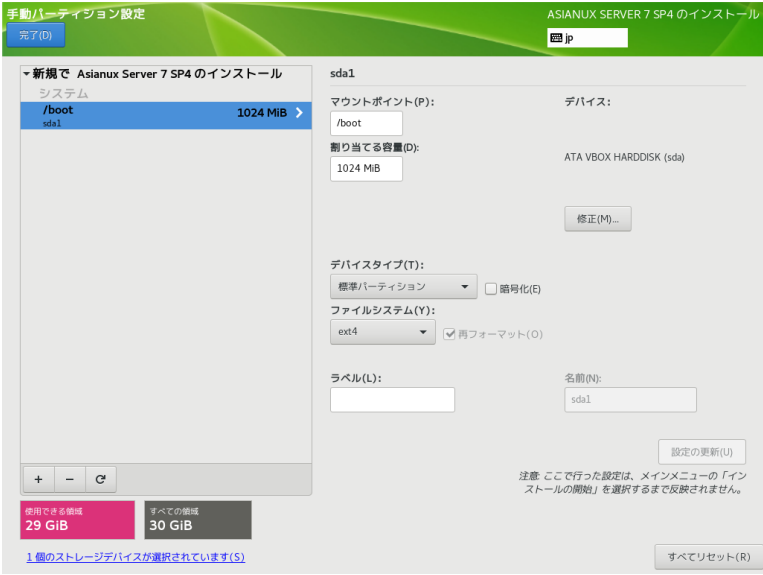 手動パーティション設定
ASIANUX SERVER 7 SP4 のインストール
完了(D)
jp
新規で Asianux Server 7 SP4 のインストール
システム
/boot
1024 MiB
sda1
sda1
マウントポイント(P):
デバイス:
/boot
割り当てる容量(D):
ATA VBOX HARDDISK (sda)
1024 MiB
修正(M)...
デバイスタイプ(T):
標準パーティション
暗号化(E)
ファイルシステム(Y):
ext4
再フォーマット(O)
ラベル(L):
名前(N):
sda1
設定の更新(U)
注意: ここで行った設定は、メインメニューの「イン
ストールの開始」を選択するまで反映されません。
+ − 
使用できる領域
29 GiB
すべての領域
30 GiB
1 個のストレージデバイスが選択されています(S)
すべてリセット(R)